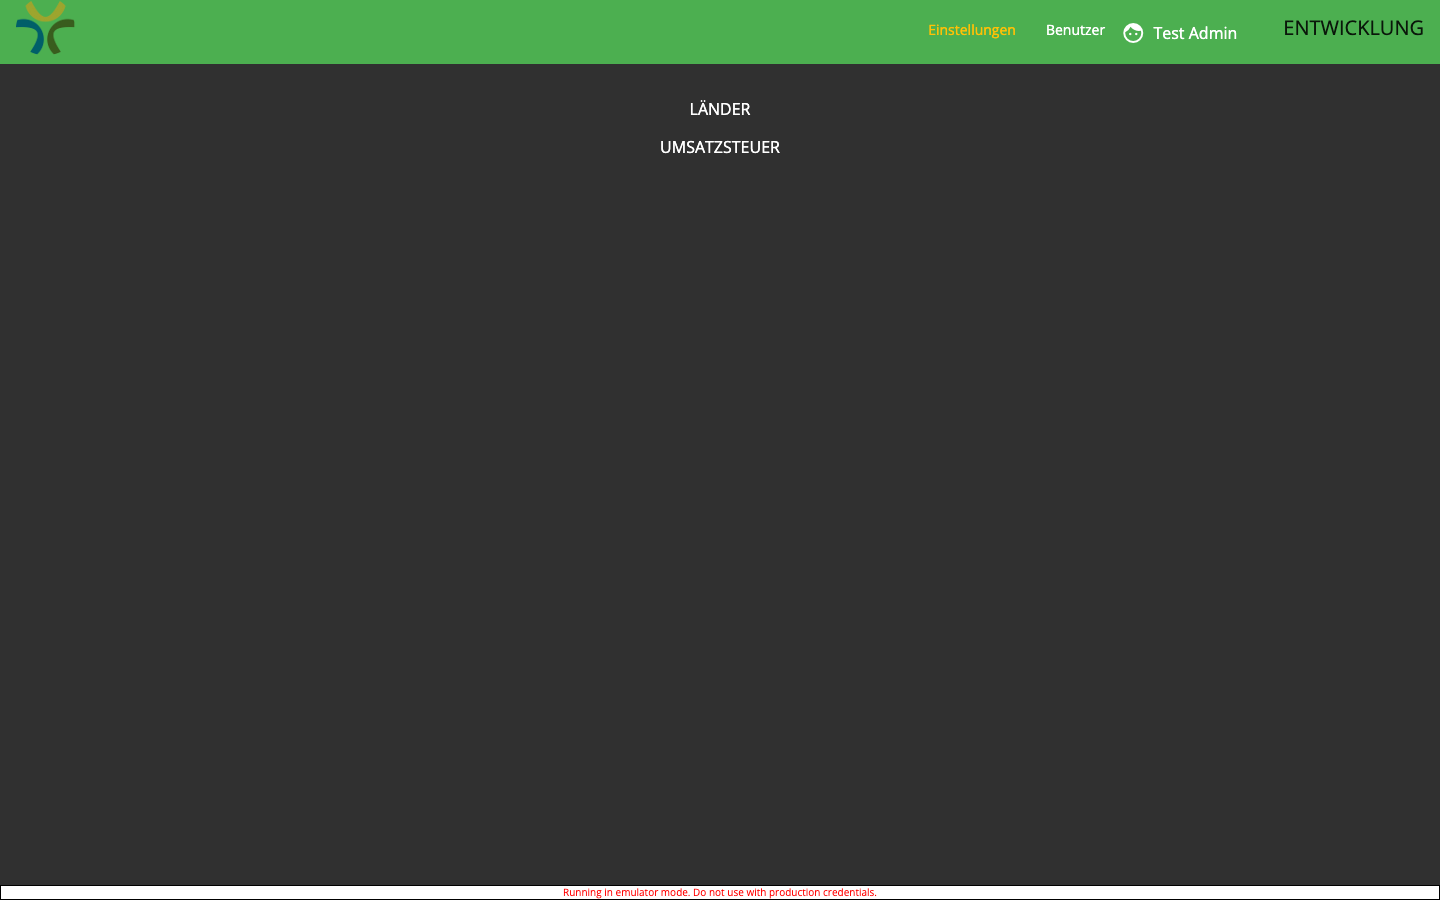 Einstellungen Benutzer Test Admin ENTWICKLUNG
LÄNDER
UMSATZSTEUER
Running in emulator mode. Do not use with production credentials.